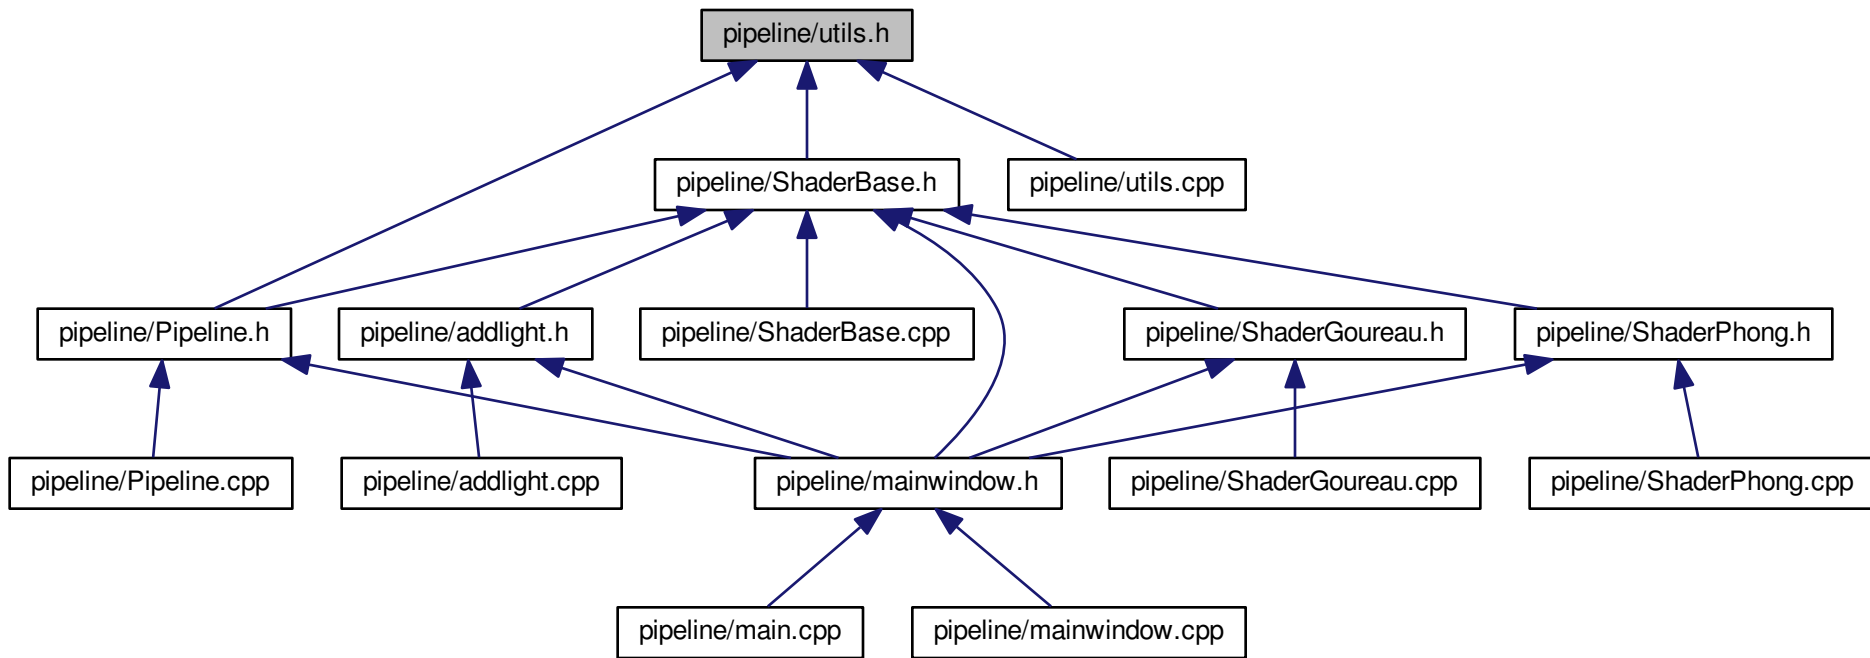 pipeline/utils.h
pipeline/ShaderBase.h
pipeline/utils.cpp
pipeline/Pipeline.h
pipeline/addlight.h
pipeline/ShaderBase.cpp
pipeline/ShaderGoureau.h
pipeline/ShaderPhong.h
pipeline/Pipeline.cpp
pipeline/addlight.cpp
pipeline/mainwindow.h
pipeline/ShaderGoureau.cpp
pipeline/ShaderPhong.cpp
pipeline/main.cpp
pipeline/mainwindow.cpp